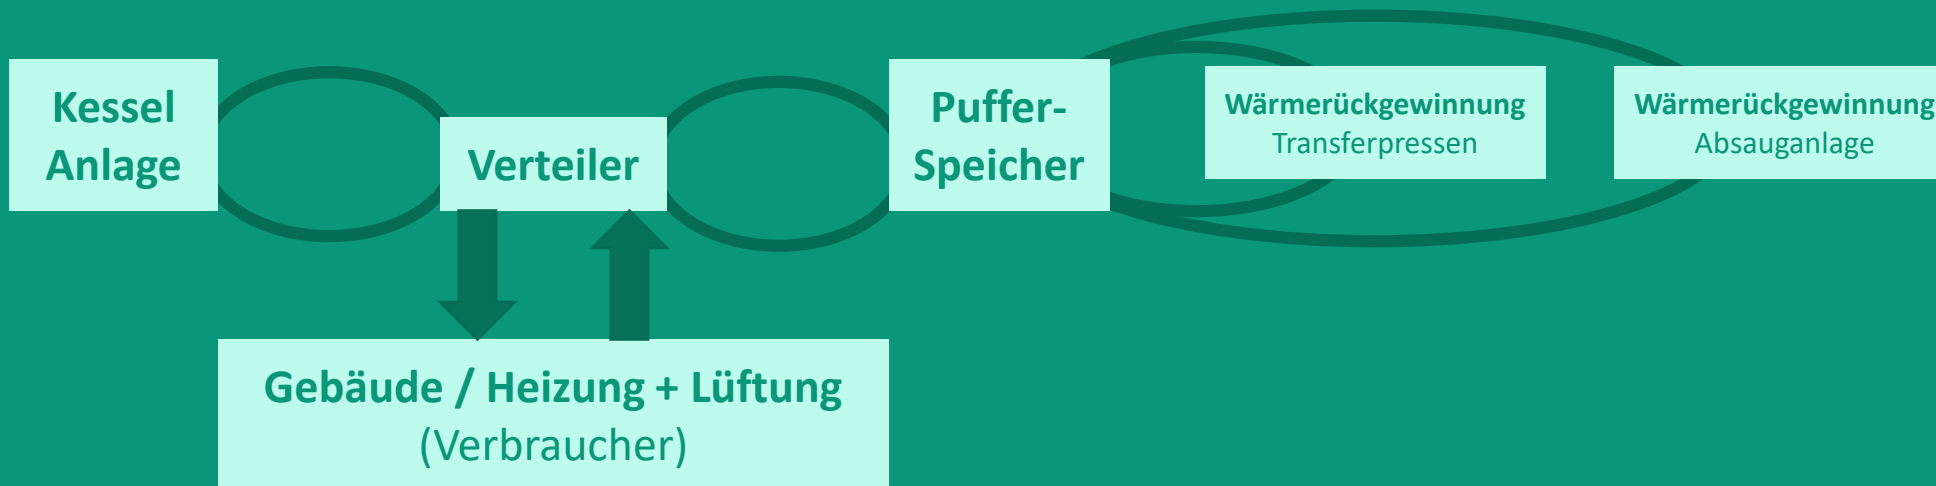 Kessel
Anlage
Verteiler
Puffer-
Speicher
Wärmerückgewinnung
Transferpressen
Wärmerückgewinnung
Absauganlage
Gebäude / Heizung + Lüftung
(Verbraucher)